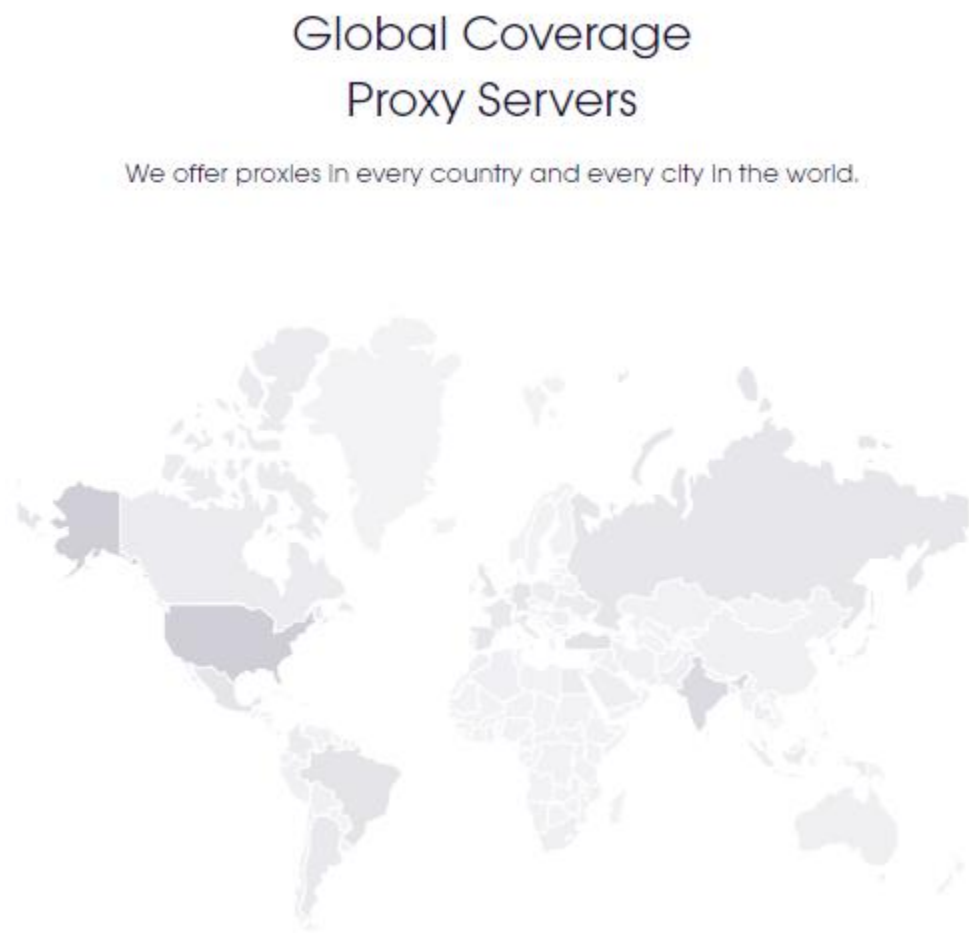 Global Coverage
Proxy Servers
We offer proxies in every country and every city in the world.